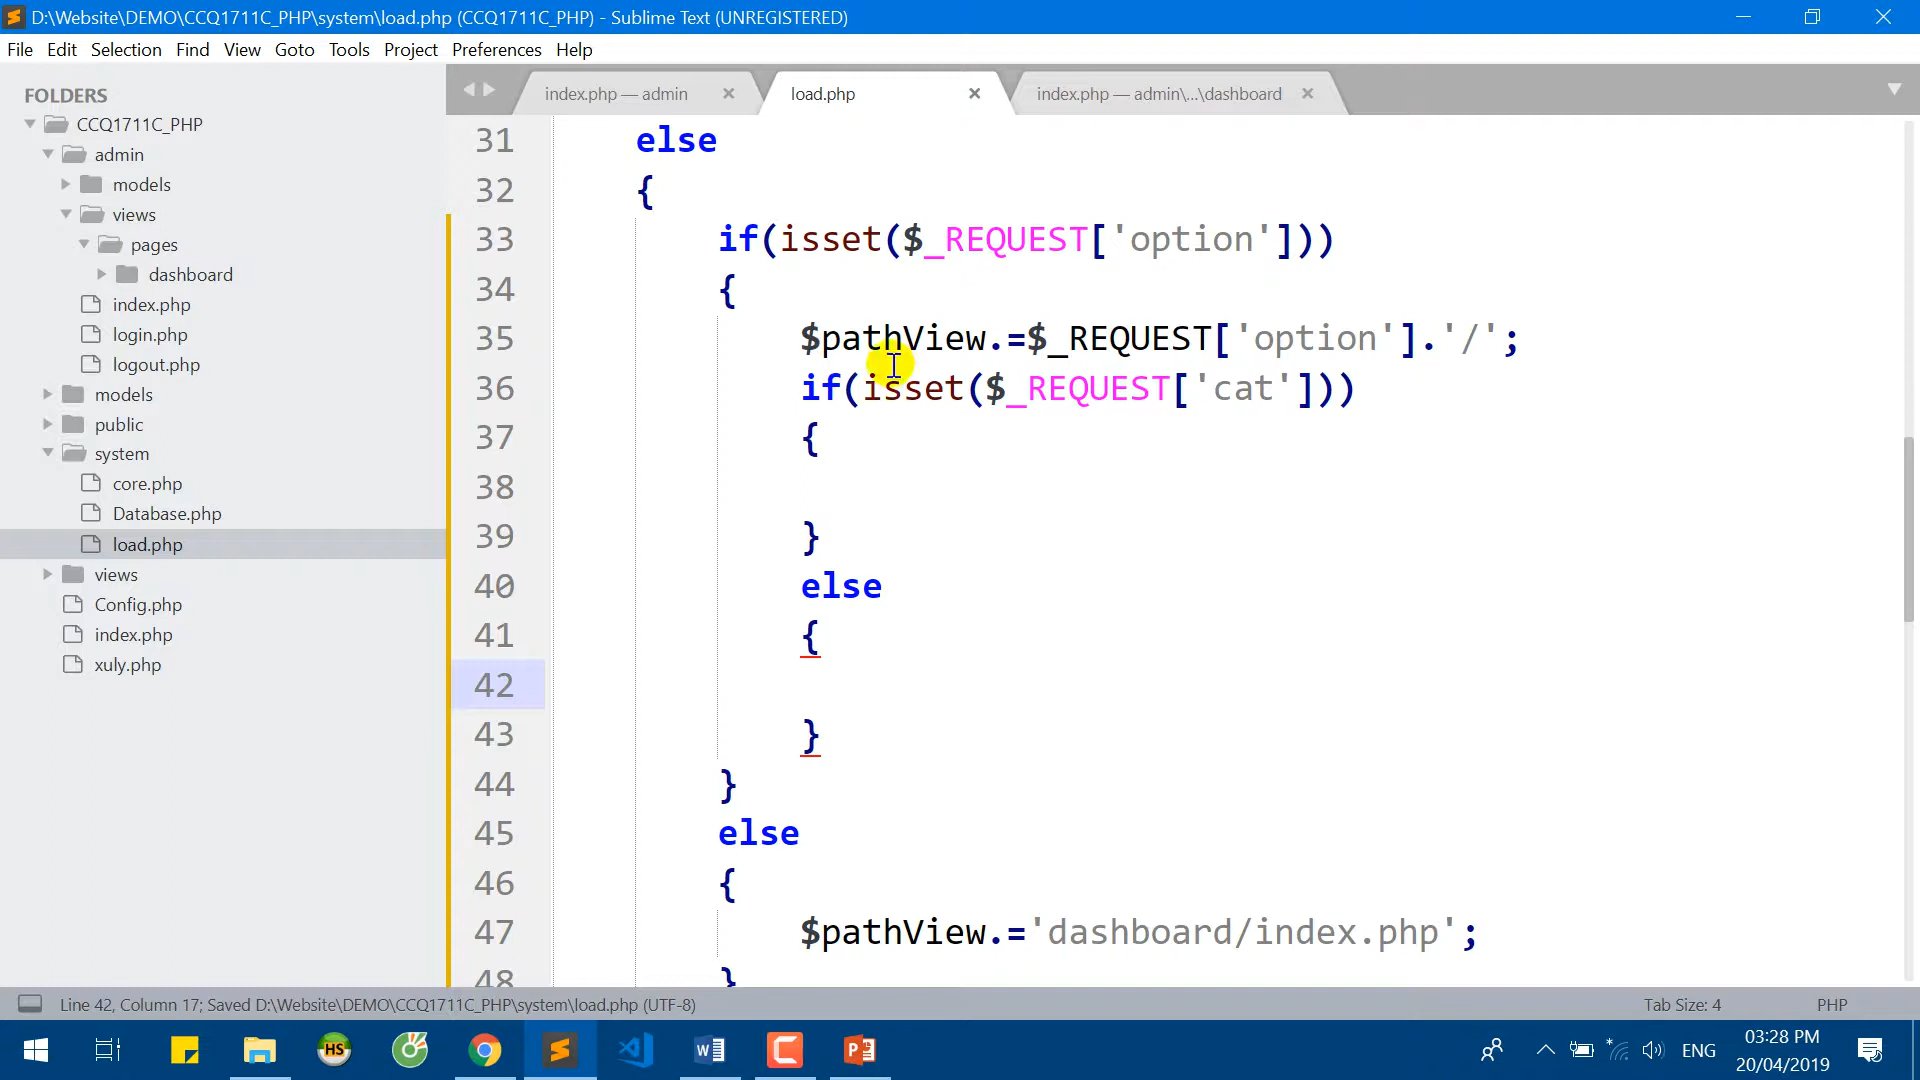 D:\Website\DEMO\CCQ1711C_PHP\system\load.php (CCQ1711C_PHP) - Sublime Text (UNREGISTERED)
File Edit Selection Find View Goto Tools Project Preferences Help
FOLDERS
CCQ1711C_PHP
admin
models
views
pages
dashboard
index.php
login.php
logout.php
models
public
system
core.php
Database.php
load.php
views
Config.php
index.php
xuly.php
index.php — admin
load.php
index.php — admin\...\dashboard
31 else
32 {
33 if(isset($_REQUEST['option']))
34 {
35 $pathView.=$_REQUEST['option'].'/';
36 if(isset($_REQUEST['cat']))
37 {
38
39 }
40 else
41 {
42
43 }
44 }
45 else
46 {
47 $pathView.='dashboard/index.php';
48 }
Line 42, Column 17; Saved D:\Website\DEMO\CCQ1711C_PHP\system\load.php (UTF-8)
Tab Size: 4
PHP
HS
ENG
03:28 PM
20/04/2019